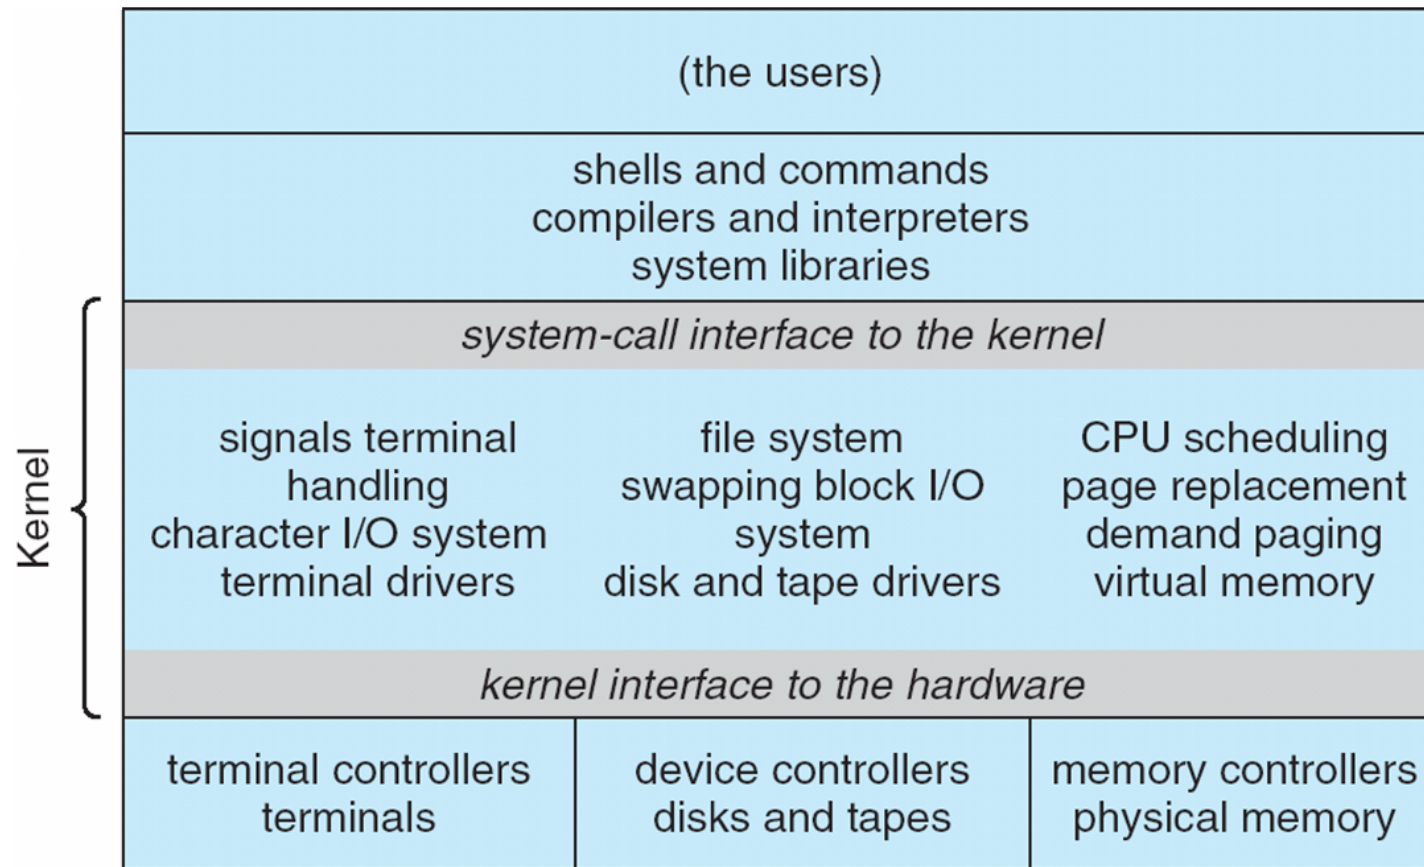 (the users)
shells and commands
compilers and interpreters
system libraries
system-call interface to the kernel
Kernel
signals terminal
handling
character I/O system
terminal drivers
file system
swapping block I/O
system
disk and tape drivers
CPU scheduling
page replacement
demand paging
virtual memory
kernel interface to the hardware
terminal controllers
terminals
device controllers
disks and tapes
memory controllers
physical memory